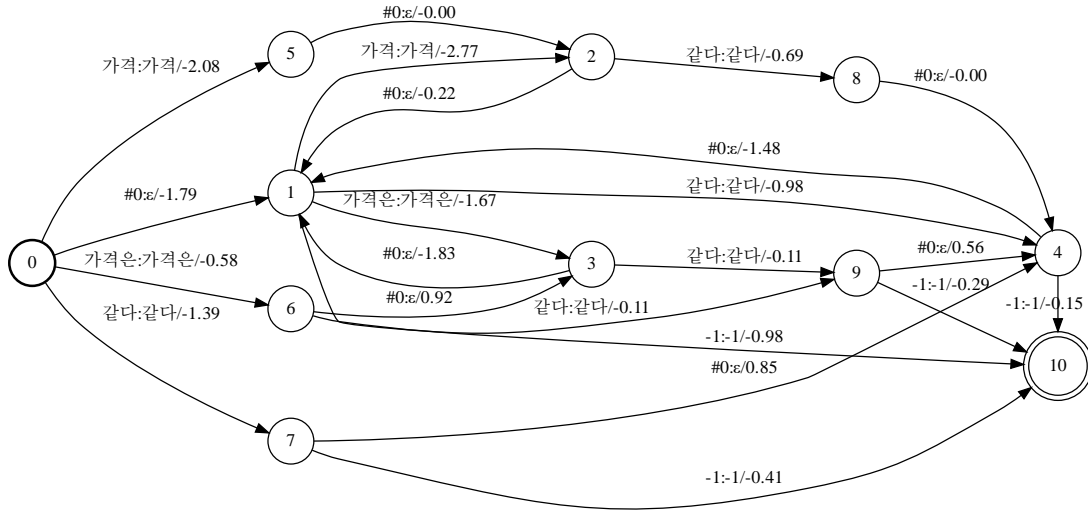 #0:ε/-0.00
가격:가격/-2.08
5
가격:가격/-2.77
2
같다:같다/-0.69
8
#0:ε/-0.00
#0:ε/-0.22
#0:ε/-1.48
#0:ε/-1.79
1
가격은:가격은/-1.67
같다:같다/-0.98
0
가격은:가격은/-0.58
#0:ε/-1.83
3
같다:같다/-0.11
9
#0:ε/0.56
4
같다:같다/-1.39
6
#0:ε/0.92
같다:같다/-0.11
-1:-1/-0.29
-1:-1/-0.15
-1:-1/-0.98
#0:ε/0.85
10
7
-1:-1/-0.41